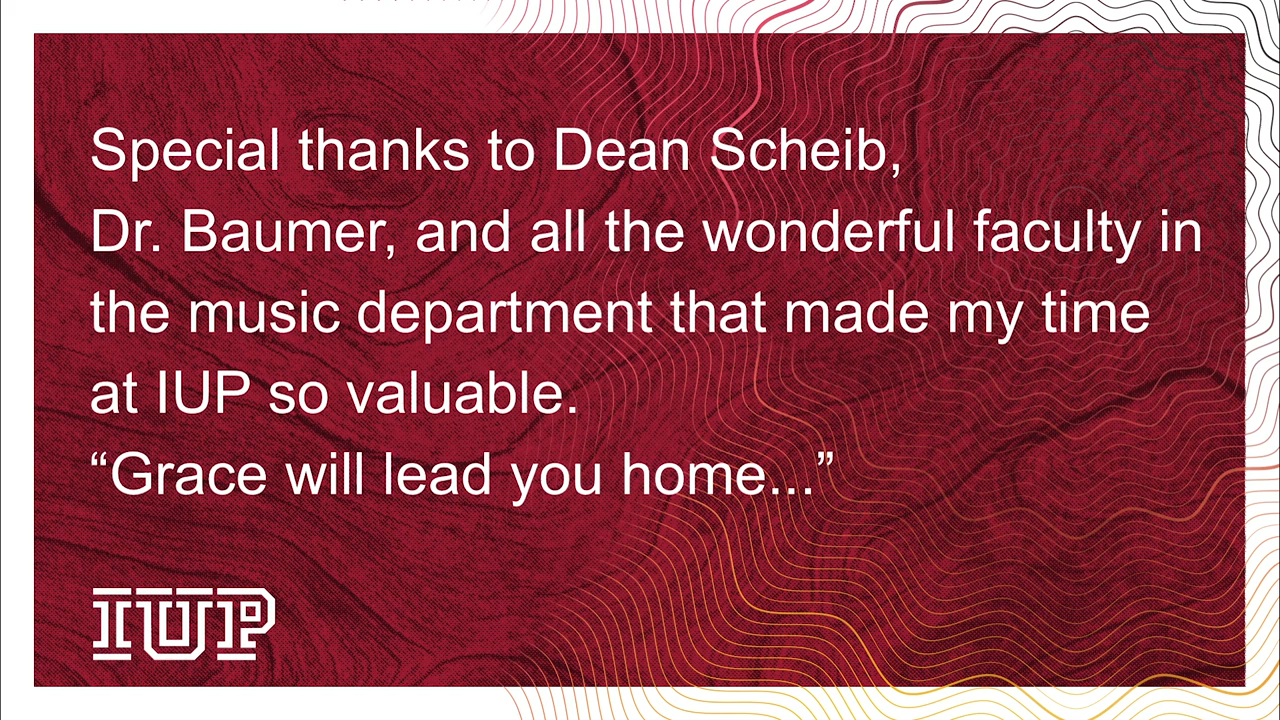 Special thanks to Dean Scheib,
Dr. Baumer, and all the wonderful faculty in
the music department that made my time
at IUP so valuable.
“Grace will lead you home...”
IUP